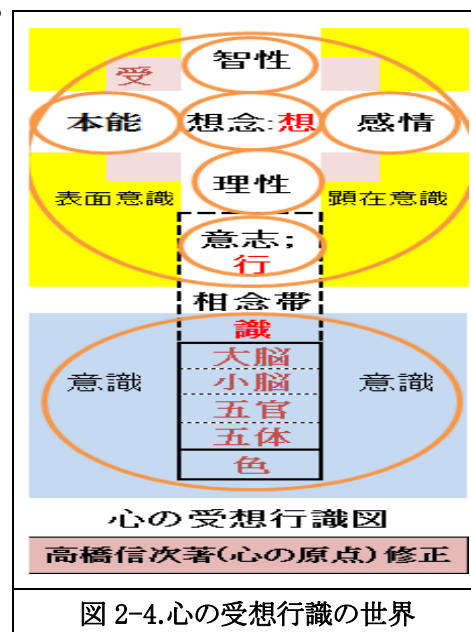 智性
受
本能 想念:想 感情
理性
表面意識 顕在意識
意志;
行
相念帯
識
大脳
意識 小脳 意識
五官
五体
色
心の受想行識図
高橋信次著(心の原点)修正
図 2-4.心の受想行識の世界